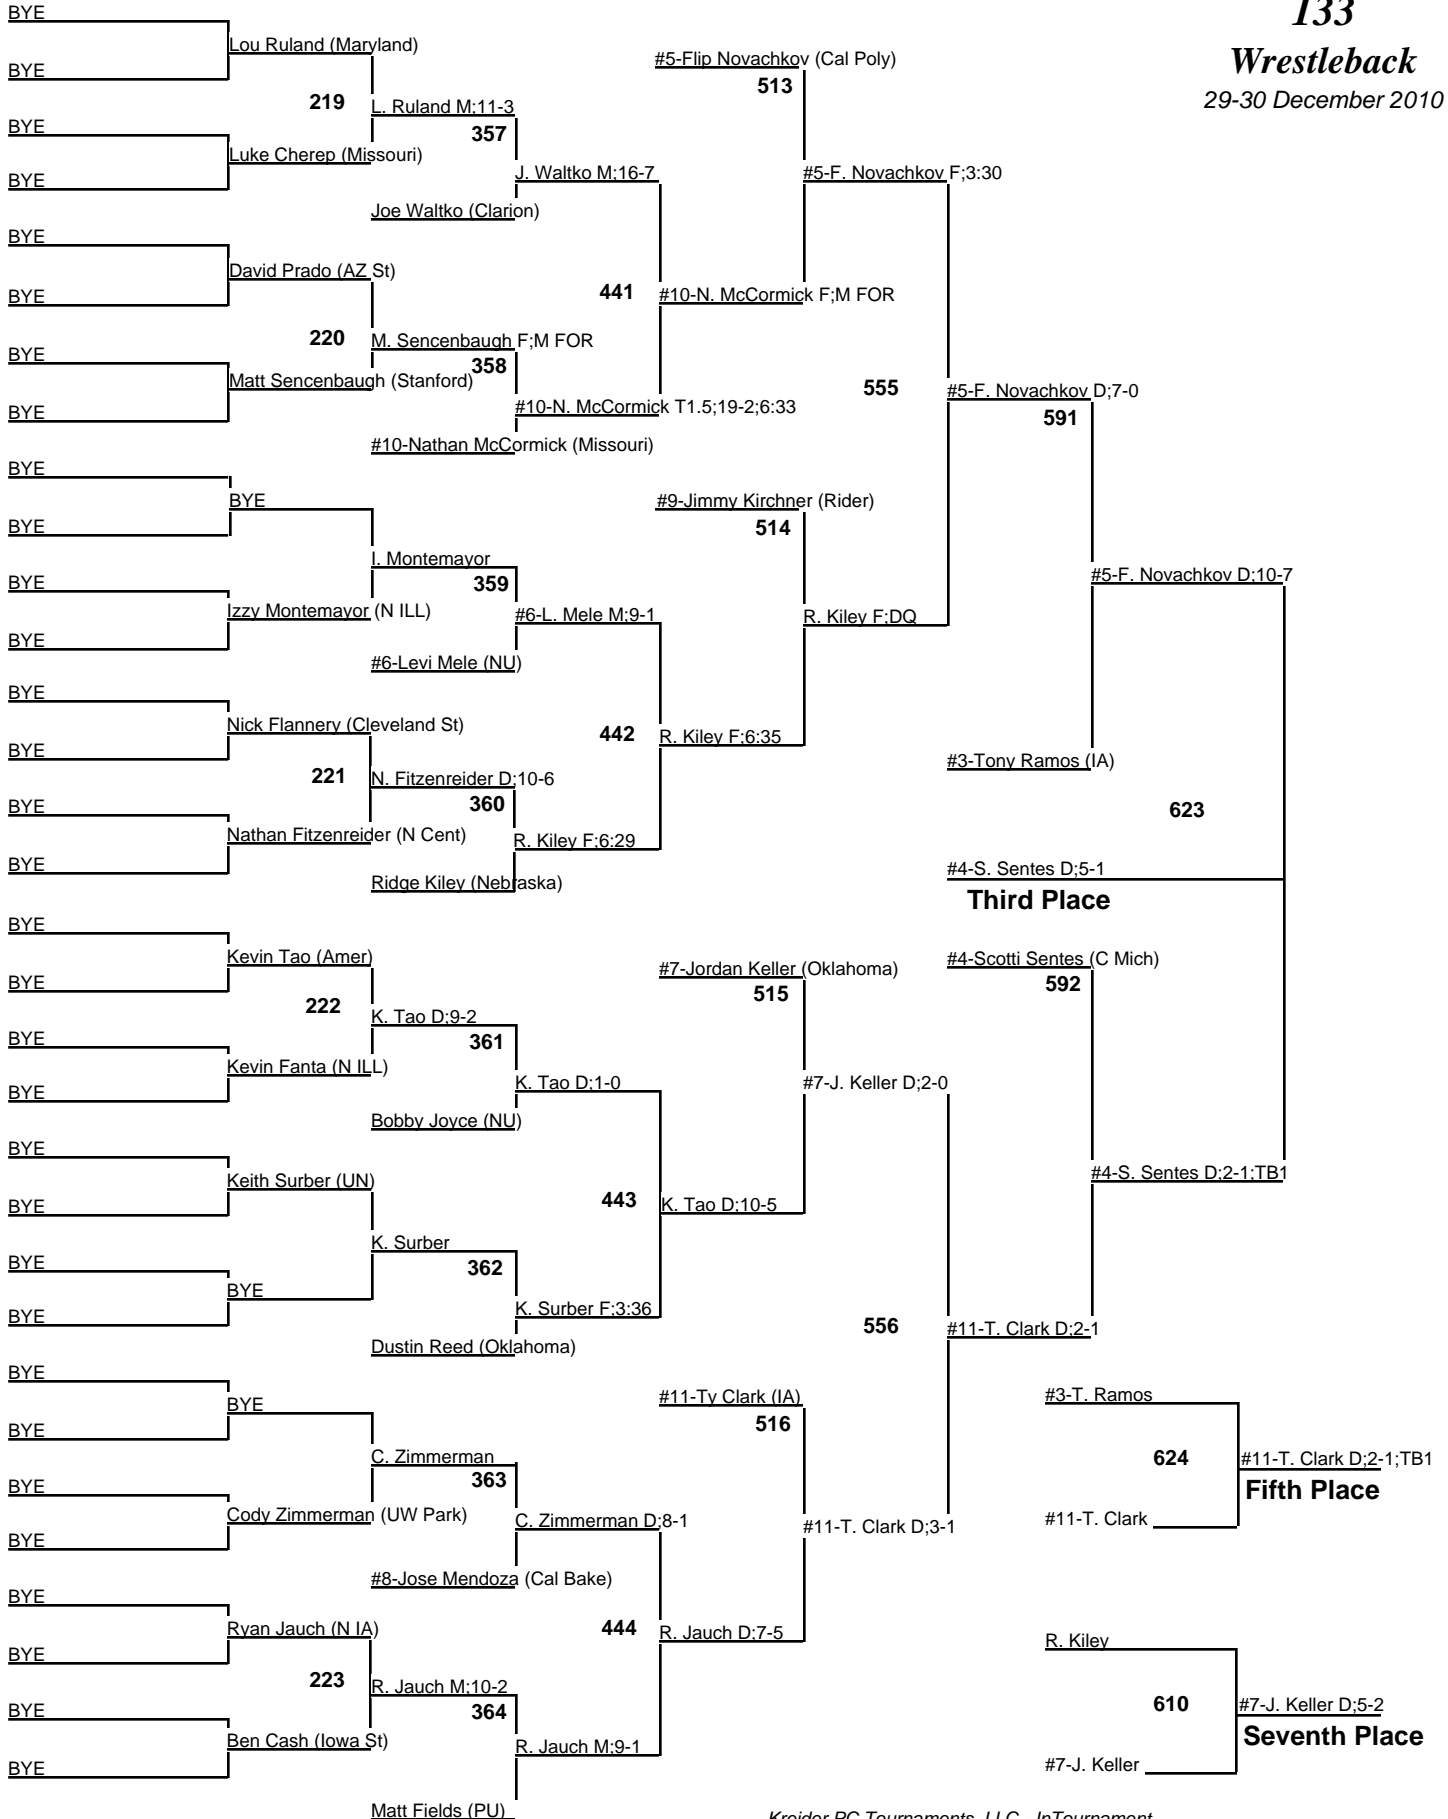 133
Wrestleback
29-30 December 2010
BYE
Lou Ruland (Maryland)
BYE
219
L. Ruland M;11-3
357
BYE
Luke Cherep (Missouri)
BYE
J. Waltko M;16-7
Joe Waltko (Clarion)
#5-Flip Novachkov (Cal Poly)
513
#5-F. Novachkov F;3:30
BYE
David Prado (AZ St)
BYE
441
#10-N. McCormick F;M FOR
220
M. Sencenbaugh F;M FOR
358
BYE
Matt Sencenbaugh (Stanford)
BYE
#10-N. McCormick T1.5;19-2;6:33
#10-Nathan McCormick (Missouri)
555
#5-F. Novachkov D;7-0
591
BYE
BYE
BYE
#9-Jimmy Kirchner (Rider)
514
I. Montemayor
359
BYE
Izzy Montemayor (N ILL)
BYE
#6-L. Mele M;9-1
#6-Levi Mele (NU)
R. Kiley F;DQ
#5-F. Novachkov D;10-7
BYE
Nick Flannery (Cleveland St)
BYE
442
R. Kiley F;6:35
221
N. Fitzenreider D;10-6
360
#3-Tony Ramos (IA)
623
BYE
Nathan Fitzenreider (N Cent)
BYE
R. Kiley F;6:29
Ridge Kiley (Nebraska)
#4-S. Sentes D;5-1
Third Place
BYE
Kevin Tao (Amer)
BYE
#7-Jordan Keller (Oklahoma)
515
#4-Scotti Sentes (C Mich)
592
222
K. Tao D;9-2
361
BYE
Kevin Fanta (N ILL)
BYE
K. Tao D;1-0
#7-J. Keller D;2-0
Bobby Joyce (NU)
BYE
Keith Surber (UN)
BYE
443
K. Tao D;10-5
#4-S. Sentes D;2-1;TB1
K. Surber
362
BYE
BYE
BYE
K. Surber F;3:36
Dustin Reed (Oklahoma)
556
#11-T. Clark D;2-1
BYE
BYE
BYE
#11-Ty Clark (IA)
516
#3-T. Ramos
C. Zimmerman
363
624
#11-T. Clark D;2-1;TB1
Fifth Place
BYE
Cody Zimmerman (UW Park)
BYE
C. Zimmerman D;8-1
#11-T. Clark D;3-1
#11-T. Clark
#8-Jose Mendoza (Cal Bake)
BYE
Ryan Jauch (N IA)
BYE
444
R. Jauch D;7-5
R. Kiley
223
R. Jauch M;10-2
364
610
#7-J. Keller D;5-2
Seventh Place
BYE
Ben Cash (Iowa St)
BYE
R. Jauch M;9-1
#7-J. Keller
Matt Fields (PU)
Kreider PC Tournaments, LLC - InTournament